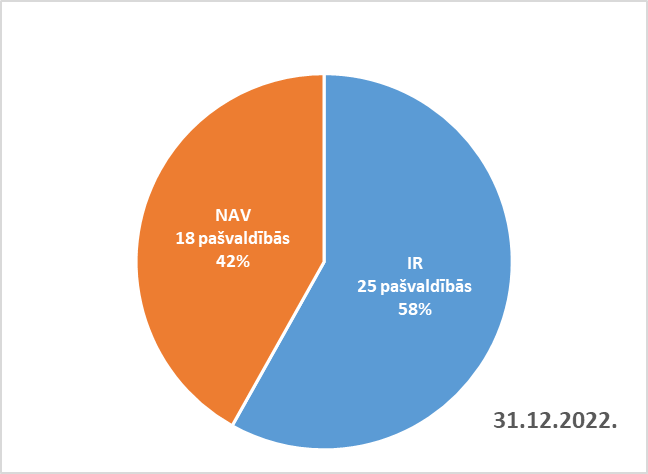 NAV
18 pašvaldībās
42%
IR
25 pašvaldībās
58%
31.12.2022.